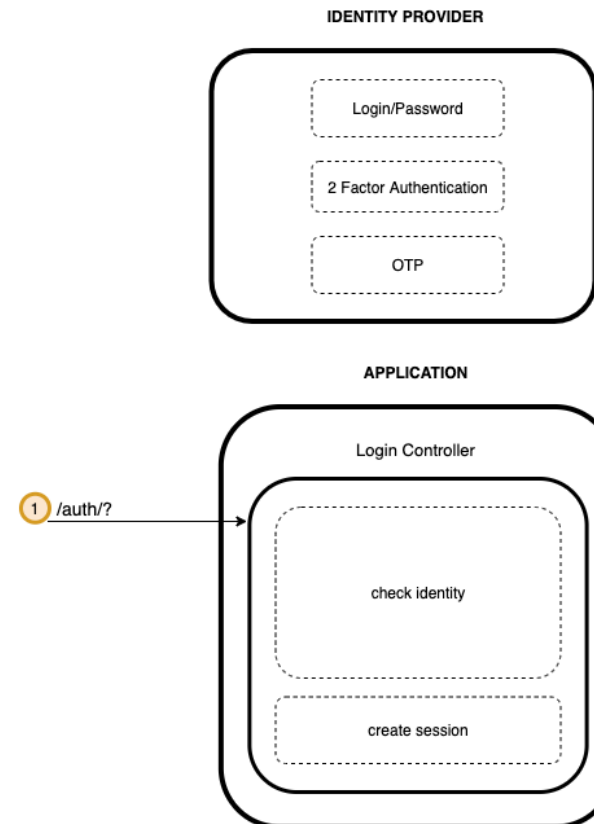 IDENTITY PROVIDER
Login/Password
2 Factor Authentication
OTP
APPLICATION
Login Controller
1 /auth/?
check identity
create session